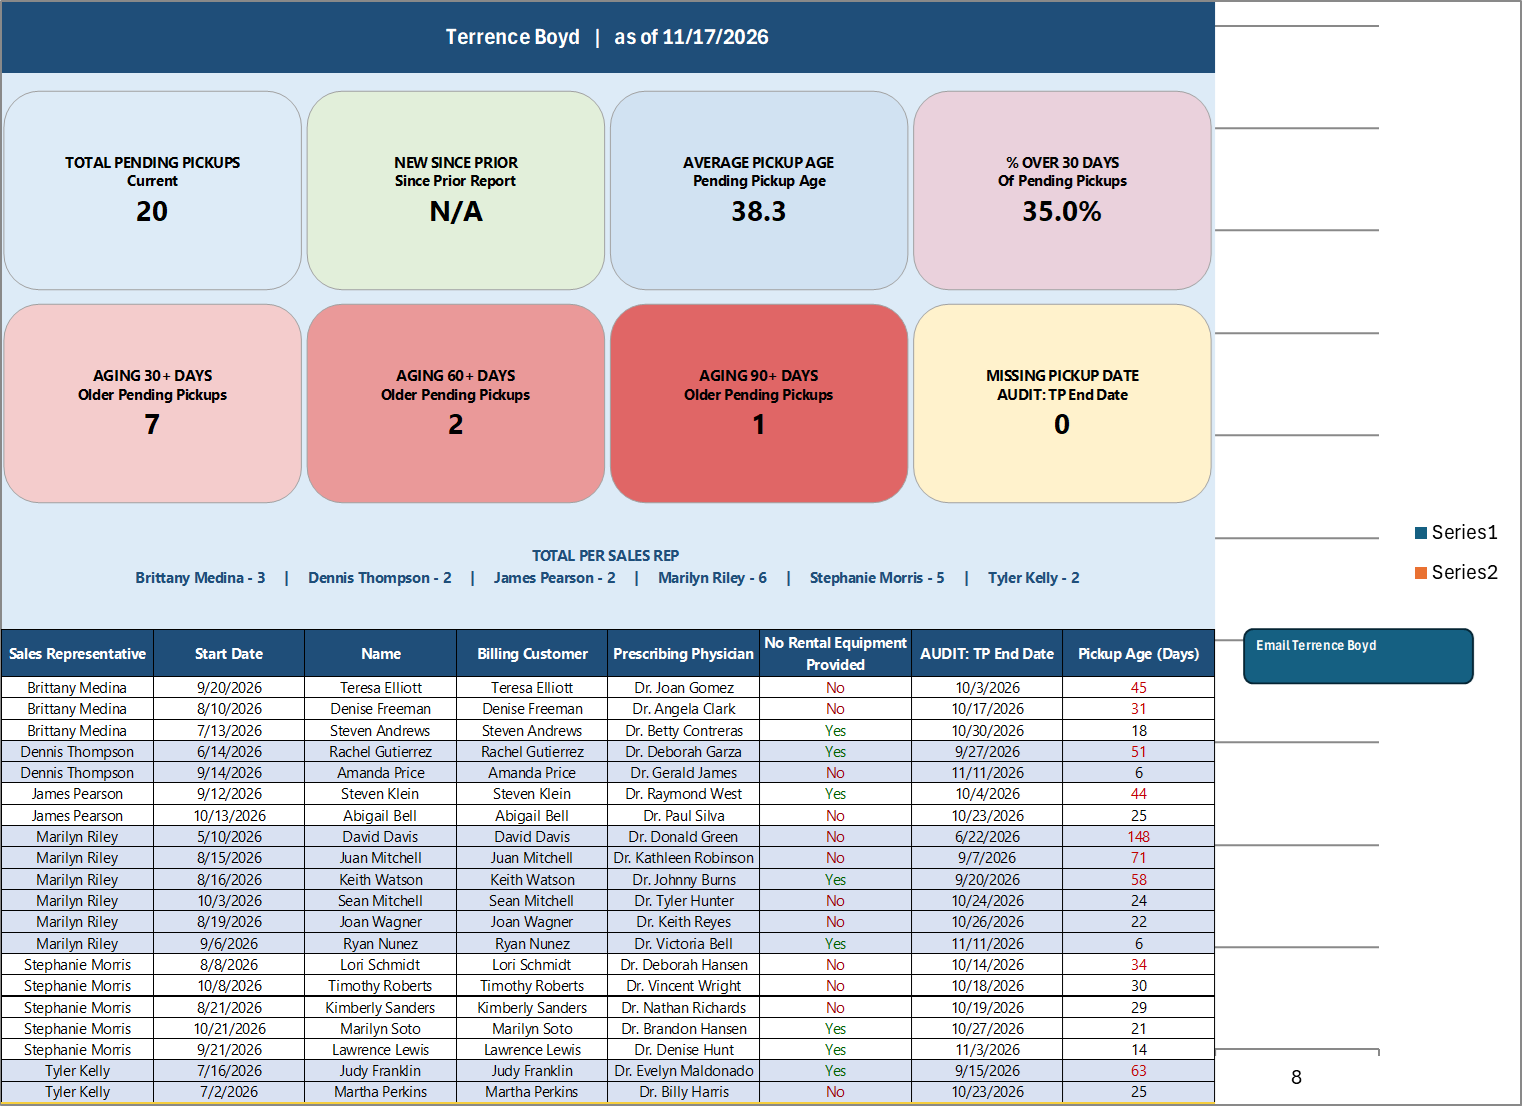 Terrence Boyd | as of 11/17/2026
TOTAL PENDING PICKUPS
Current
20
NEW SINCE PRIOR
Since Prior Report
N/A
AVERAGE PICKUP AGE
Pending Pickup Age
38.3
% OVER 30 DAYS
Of Pending Pickups
35.0%
AGING 30+ DAYS
Older Pending Pickups
7
AGING 60+ DAYS
Older Pending Pickups
2
AGING 90+ DAYS
Older Pending Pickups
1
MISSING PICKUP DATE
AUDIT: TP End Date
0
TOTAL PER SALES REP
Brittany Medina - 3 | Dennis Thompson - 2 | James Pearson - 2 | Marilyn Riley - 6 | Stephanie Morris - 5 | Tyler Kelly - 2
Series1
Series2
Email Terrence Boyd
Sales Representative Start Date Name Billing Customer Prescribing Physician No Rental Equipment Provided AUDIT: TP End Date Pickup Age (Days)
Brittany Medina 9/20/2026 Teresa Elliott Teresa Elliott Dr. Joan Gomez No 10/3/2026 45
Brittany Medina 8/10/2026 Denise Freeman Denise Freeman Dr. Angela Clark No 10/17/2026 31
Brittany Medina 7/13/2026 Steven Andrews Steven Andrews Dr. Betty Contreras Yes 10/30/2026 18
Dennis Thompson 6/14/2026 Rachel Gutierrez Rachel Gutierrez Dr. Deborah Garza Yes 9/27/2026 51
Dennis Thompson 9/14/2026 Amanda Price Amanda Price Dr. Gerald James No 11/11/2026 6
James Pearson 9/12/2026 Steven Klein Steven Klein Dr. Raymond West Yes 10/4/2026 44
James Pearson 10/13/2026 Abigail Bell Abigail Bell Dr. Paul Silva No 10/23/2026 25
Marilyn Riley 5/10/2026 David Davis David Davis Dr. Donald Green No 6/22/2026 148
Marilyn Riley 8/15/2026 Juan Mitchell Juan Mitchell Dr. Kathleen Robinson No 9/7/2026 71
Marilyn Riley 8/16/2026 Keith Watson Keith Watson Dr. Johnny Burns Yes 9/20/2026 58
Marilyn Riley 10/3/2026 Sean Mitchell Sean Mitchell Dr. Tyler Hunter No 10/24/2026 24
Marilyn Riley 8/19/2026 Joan Wagner Joan Wagner Dr. Keith Reyes No 10/26/2026 22
Marilyn Riley 9/6/2026 Ryan Nunez Ryan Nunez Dr. Victoria Bell Yes 11/11/2026 6
Stephanie Morris 8/8/2026 Lori Schmidt Lori Schmidt Dr. Deborah Hansen No 10/14/2026 34
Stephanie Morris 10/8/2026 Timothy Roberts Timothy Roberts Dr. Vincent Wright No 10/18/2026 30
Stephanie Morris 8/21/2026 Kimberly Sanders Kimberly Sanders Dr. Nathan Richards No 10/19/2026 29
Stephanie Morris 10/21/2026 Marilyn Soto Marilyn Soto Dr. Brandon Hansen Yes 10/27/2026 21
Stephanie Morris 9/21/2026 Lawrence Lewis Lawrence Lewis Dr. Denise Hunt Yes 11/3/2026 14
Tyler Kelly 7/16/2026 Judy Franklin Judy Franklin Dr. Evelyn Maldonado Yes 9/15/2026 63
Tyler Kelly 7/2/2026 Martha Perkins Martha Perkins Dr. Billy Harris No 10/23/2026 25
8